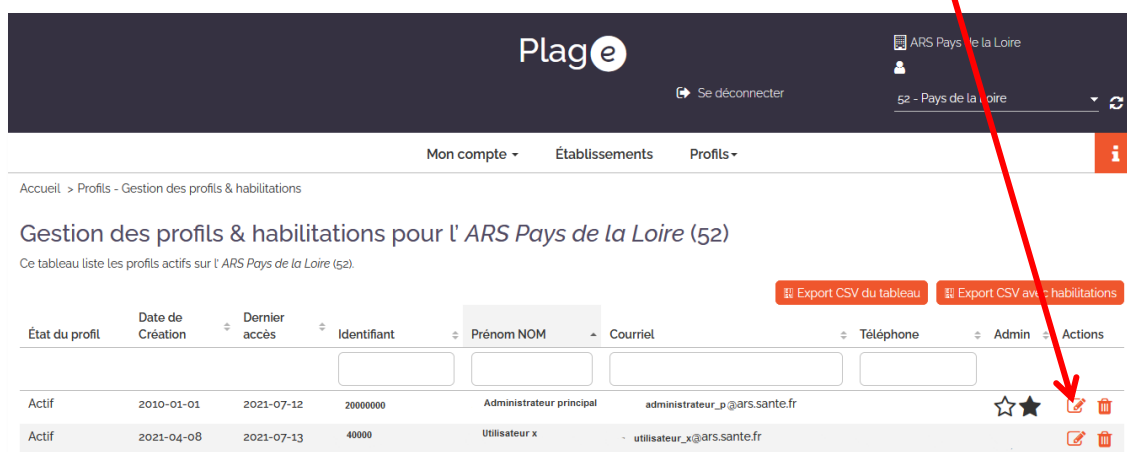 Plage
ARS Pays de la Loire
Se déconnecter
52 - Pays de la Loire
Mon compte
Établissements
Profils
i
Accueil > Profils - Gestion des profils & habilitations
Gestion des profils & habilitations pour l' ARS Pays de la Loire (52)
Ce tableau liste les profils actifs sur l' ARS Pays de la Loire (52).
Export CSV du tableau
Export CSV avec habilitations
État du profil Date de Création Dernier accès Identifiant Prénom NOM Courriel Téléphone Admin Actions
Actif 2010-01-01 2021-07-12 20000000 Administrateur principal administrateur_p@ars.sante.fr
Actif 2021-04-08 2021-07-13 40000 Utilisateur x - utilisateur_x@ars.sante.fr